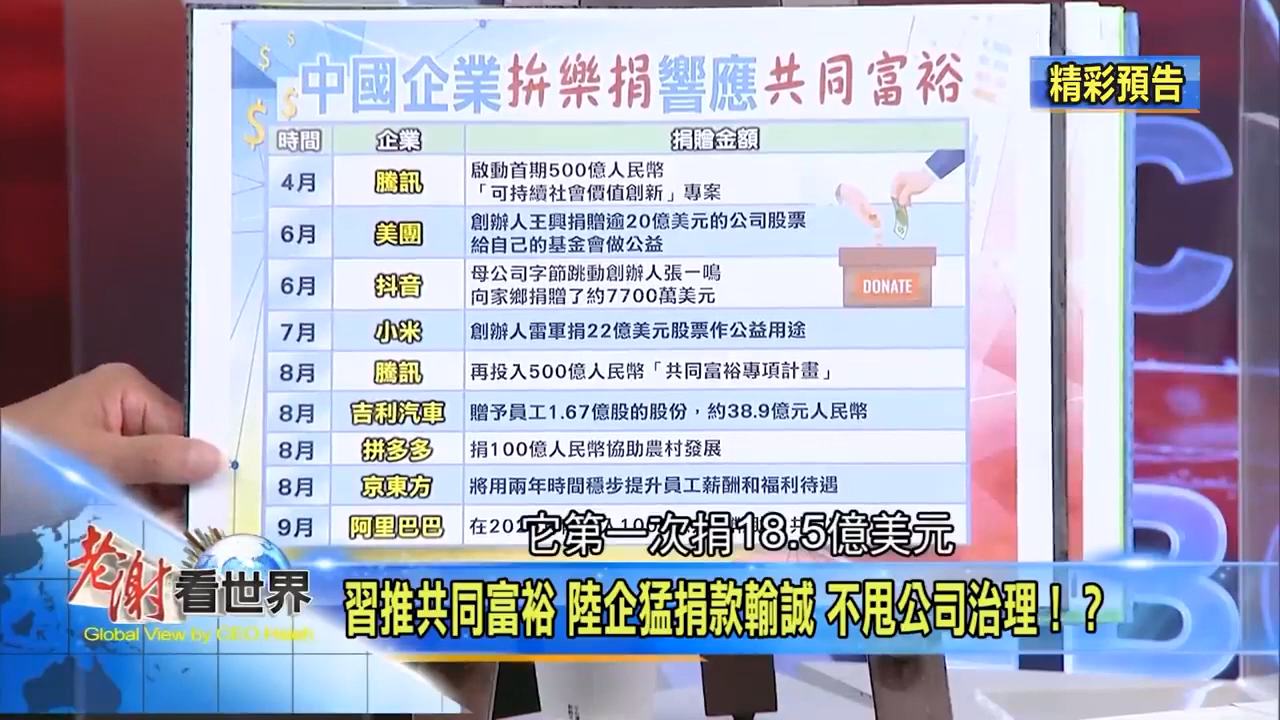 中國企業拚樂捐響應共同富裕
精彩預告
時間 企業 捐贈金額
4月 騰訊 啟動首期500億人民幣
「可持續社會價值創新」專案
6月 美團 創辦人王興捐贈逾20億美元的公司股票
給自己的基金會做公益
6月 抖音 母公司字節跳動創辦人張一鳴
向家鄉捐贈了約7700萬美元
DONATE
7月 小米 創辦人雷軍捐22億美元股票作公益用途
8月 騰訊 再投入500億人民幣「共同富裕專項計畫」
8月 吉利汽車 贈予員工1.67億股的股份，約38.9億元人民幣
8月 拼多多 捐100億人民幣協助農村發展
8月 京東方 將用兩年時間穩步提升員工薪酬和福利待遇
9月 阿里巴巴 在20
它第一次捐18.5億美元
老謝看世界
Global View by CEO Hsieh
習推共同富裕 陸企猛捐款輸誠 不甩公司治理！？